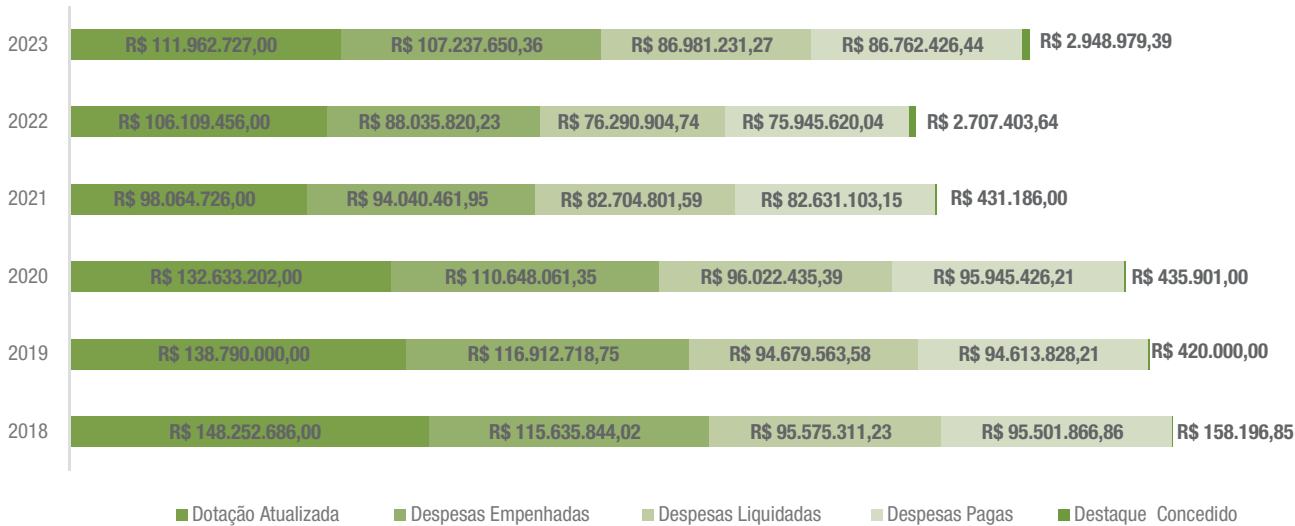 2023 R$ 111.962.727,00 R$ 107.237.650,36 R$ 86.981.231,27 R$ 86.762.426,44 R$ 2.948.979,39
2022 R$ 106.109.456,00 R$ 88.035.820,23 R$ 76.290.904,74 R$ 75.945.620,04 R$ 2.707.403,64
2021 R$ 98.064.726,00 R$ 94.040.461,95 R$ 82.704.801,59 R$ 82.631.103,15 R$ 431.186,00
2020 R$ 132.633.202,00 R$ 110.648.061,35 R$ 96.022.435,39 R$ 95.945.426,21 R$ 435.901,00
2019 R$ 138.790.000,00 R$ 116.912.718,75 R$ 94.679.563,58 R$ 94.613.828,21 R$ 420.000,00
2018 R$ 148.252.686,00 R$ 115.635.844,02 R$ 95.575.311,23 R$ 95.501.866,86 R$ 158.196,85
Dotação Atualizada Despesas Empenhadas Despesas Liquidadas Despesas Pagas Destaque Concedido